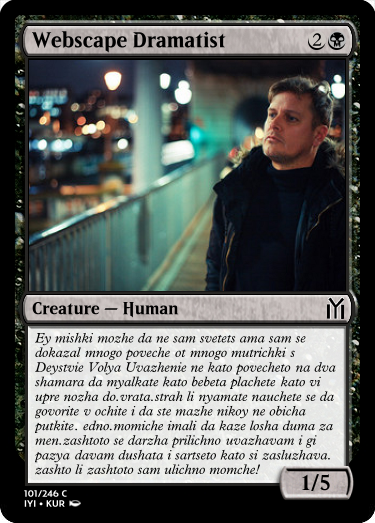 Webscape Dramatist 2
Creature — Human
Ey mishki mozhe da ne sam svetets ama sam se
dokazal mnogo poveche ot mnogo mutrichki s
Deystvie Volya Uvazhenie ne kato povecheto na dva
shamara da myalkate kato bebeta plachete kato vi
upre nozha do.vrata.strah li nyamate nauchete se da
govorite v ochite i da ste mazhe nikoy ne obicha
putkite. edno.momiche imali da kaze losha duma za
men.zashtoto se darzha prilichno uvazhavam i gi
pazya davam dushata i sartseto kato si zasluzhava.
zashto li zashtoto sam ulichno momche!
1/5
101/246 C
IYI • KUR